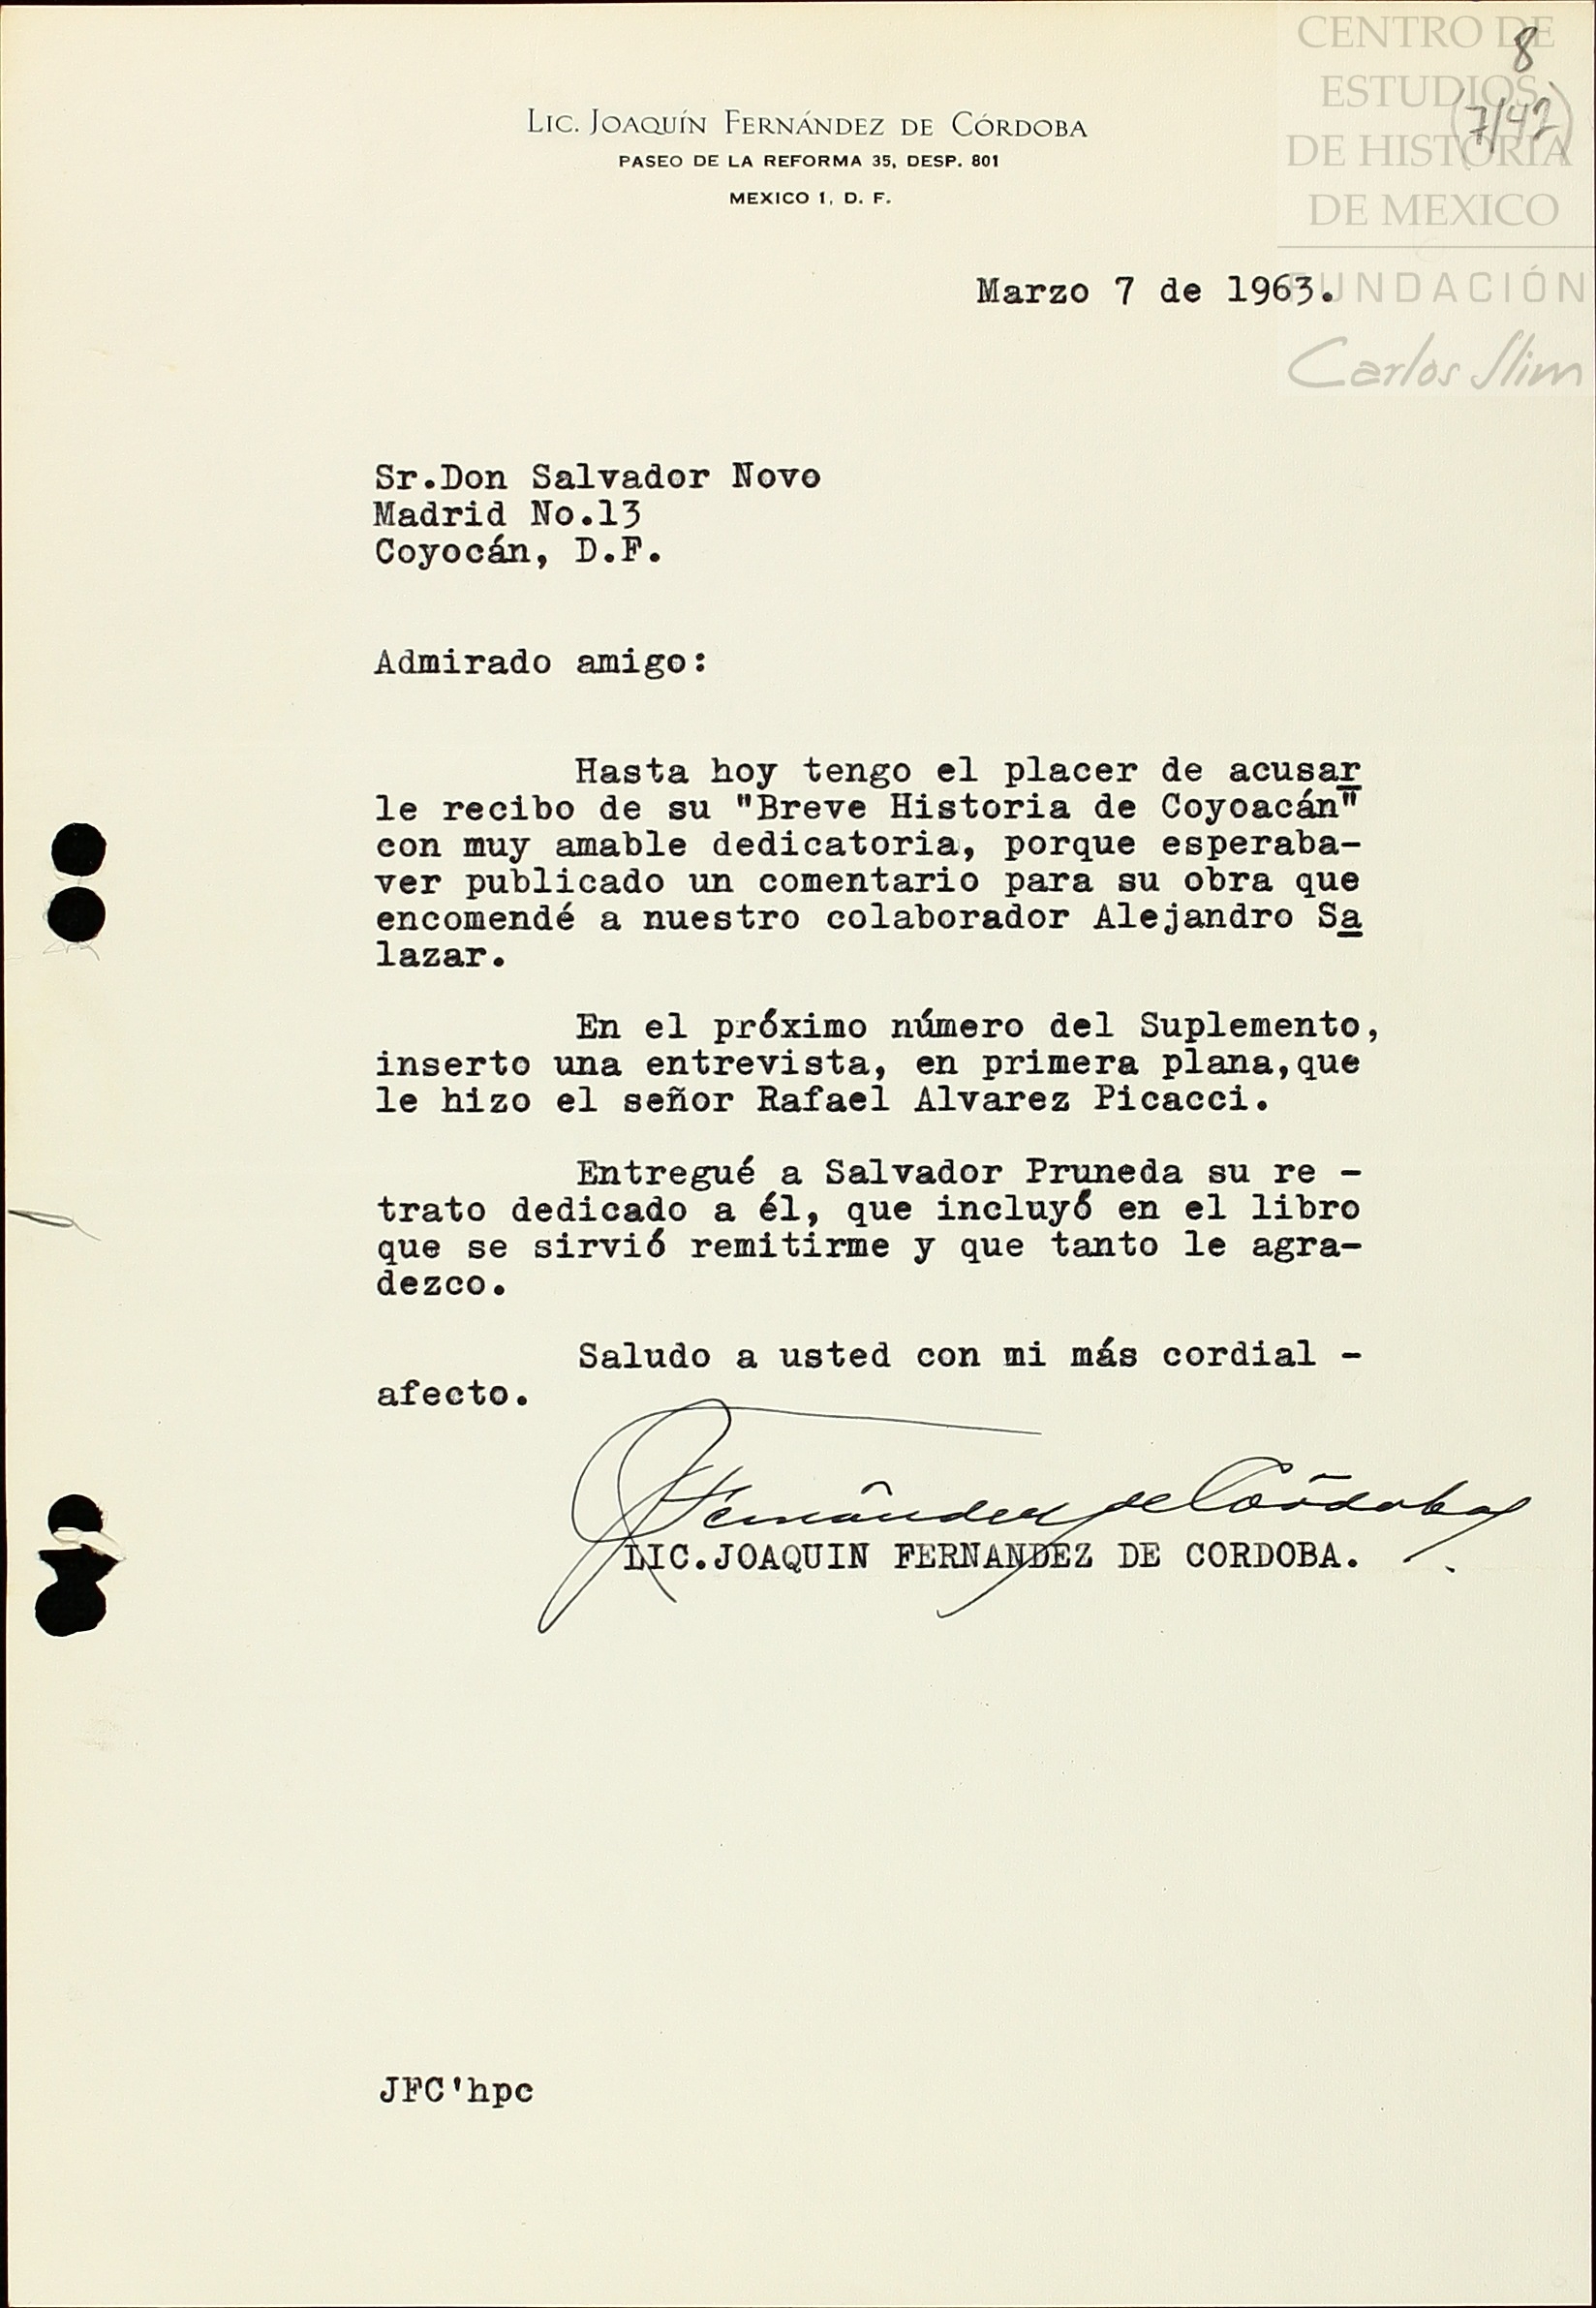 CENTRO DE
ESTUDIOS
DE HISTORIA
DE MEXICO
FUNDACIÓN
Carlos Slim
8
(7/42)
LIC. JOAQUÍN FERNÁNDEZ DE CÓRDOBA
PASEO DE LA REFORMA 35, DESP. 801
MEXICO 1, D. F.
Marzo 7 de 1963.
Sr.Don Salvador Novo
Madrid No.13
Coyocán, D.F.
Admirado amigo:
Hasta hoy tengo el placer de acusar
le recibo de su "Breve Historia de Coyoacán"
con muy amable dedicatoria, porque esperaba-
ver publicado un comentario para su obra que
encomendé a nuestro colaborador Alejandro Sa
lazar.
En el próximo número del Suplemento,
inserto una entrevista, en primera plana,que
le hizo el señor Rafael Alvarez Picacci.
Entregué a Salvador Pruneda su re -
trato dedicado a él, que incluyó en el libro
que se sirvió remitirme y que tanto le agra-
dezco.
Saludo a usted con mi más cordial -
afecto.
JFernández de Córdoba
LIC.JOAQUIN FERNANDEZ DE CORDOBA.
JFC'hpc